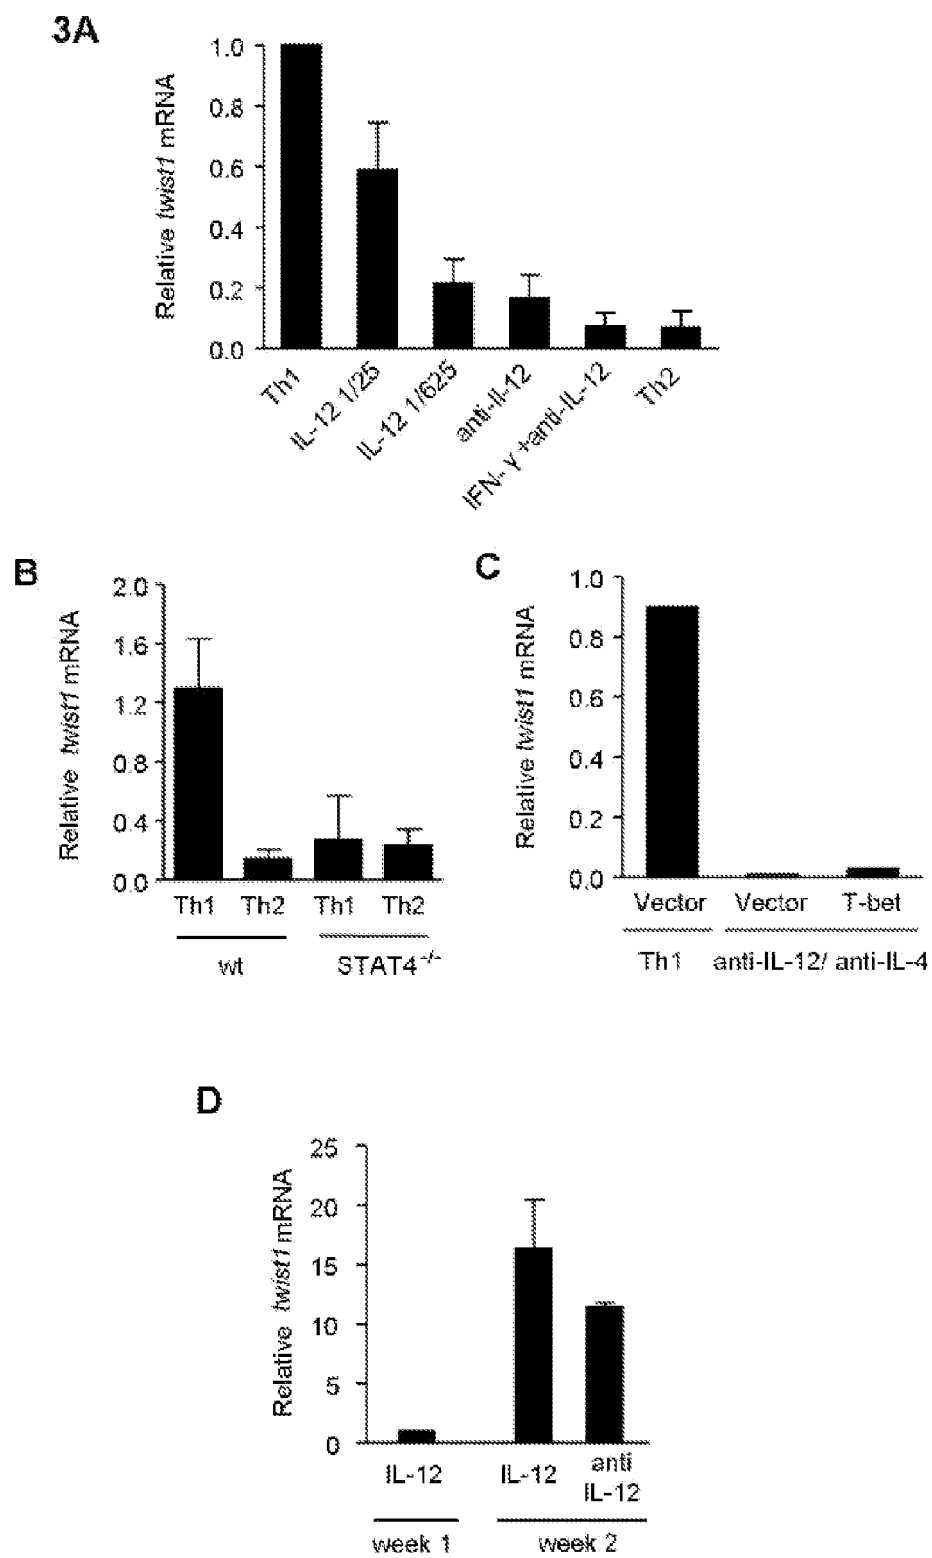 3A
Relative twist1 mRNA
1.0
0.8
0.6
0.4
0.2
0.0
Th1
IL-12 1/25
IL-12 1/625
anti-Il-12
IFN-γ+anti-IL-12
Th2
B
Relative twist1 mRNA
2.0
1.6
1.2
0.8
0.4
0.0
Th1 Th2 Th1 Th2
wt STAT4-/-
C
Relative twist1 mRNA
1.0
0.8
0.6
0.4
0.2
0.0
Vector Vector T-bet
Th1 anti-IL-12/ anti-IL-4
D
Relative twist1 mRNA
25
20
15
10
5
0
IL-12 IL-12 anti
IL-12
week 1 week 2